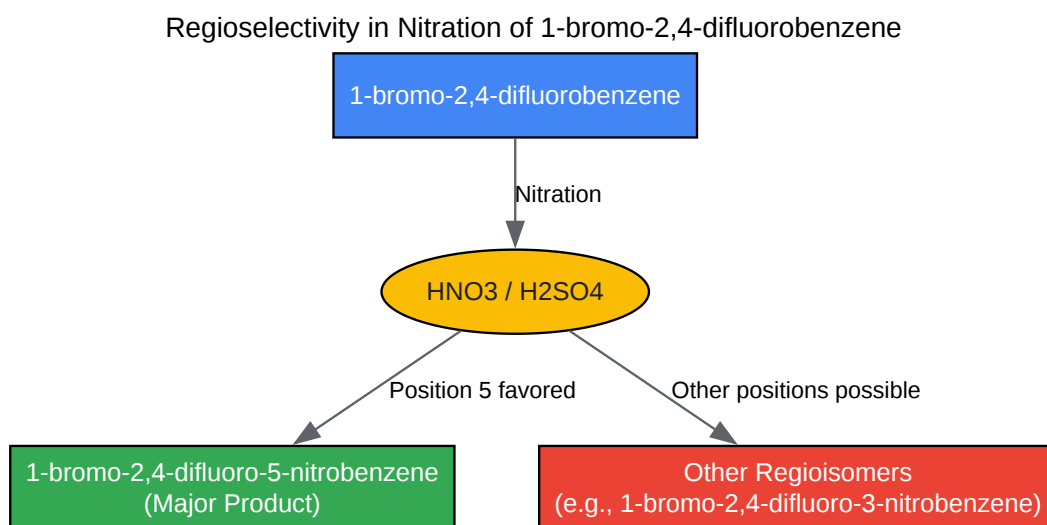 Regioselectivity in Nitration of 1-bromo-2,4-difluorobenzene
1-bromo-2,4-difluorobenzene
Nitration
HNO3 / H2SO4
Position 5 favored
Other positions possible
1-bromo-2,4-difluoro-5-nitrobenzene
(Major Product)
Other Regioisomers
(e.g., 1-bromo-2,4-difluoro-3-nitrobenzene)